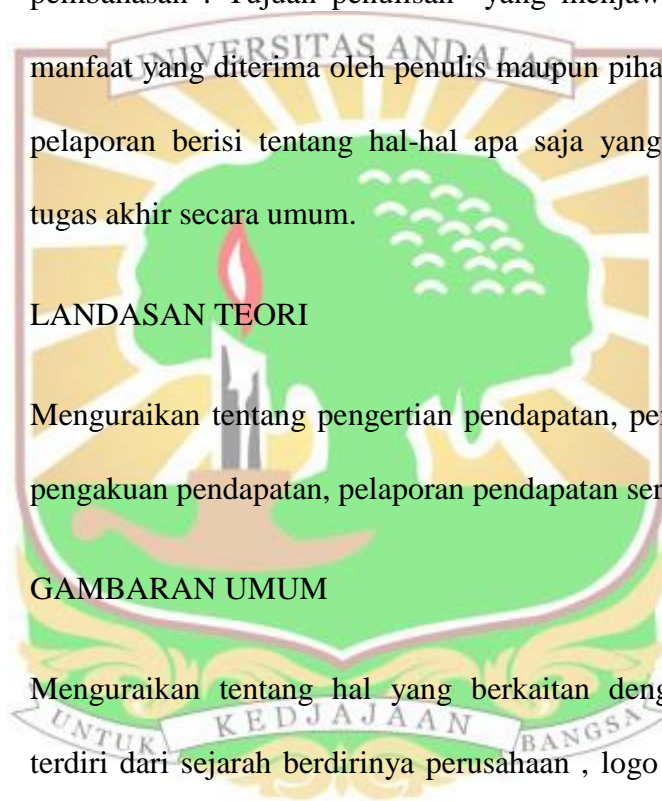 pembahasan . Tujuan penulisan yang menjaw
UNIVERSITAS ANDALAS
manfaat yang diterima oleh penulis maupun piha
pelaporan berisi tentang hal-hal apa saja yang
tugas akhir secara umum.
LANDASAN TEORI
Menguraikan tentang pengertian pendapatan, per
pengakuan pendapatan, pelaporan pendapatan ser
GAMBARAN UMUM
Menguraikan tentang hal yang berkaitan deng
UNTUK KEDJAJAAN BANGSA
terdiri dari sejarah berdirinya perusahaan , logo